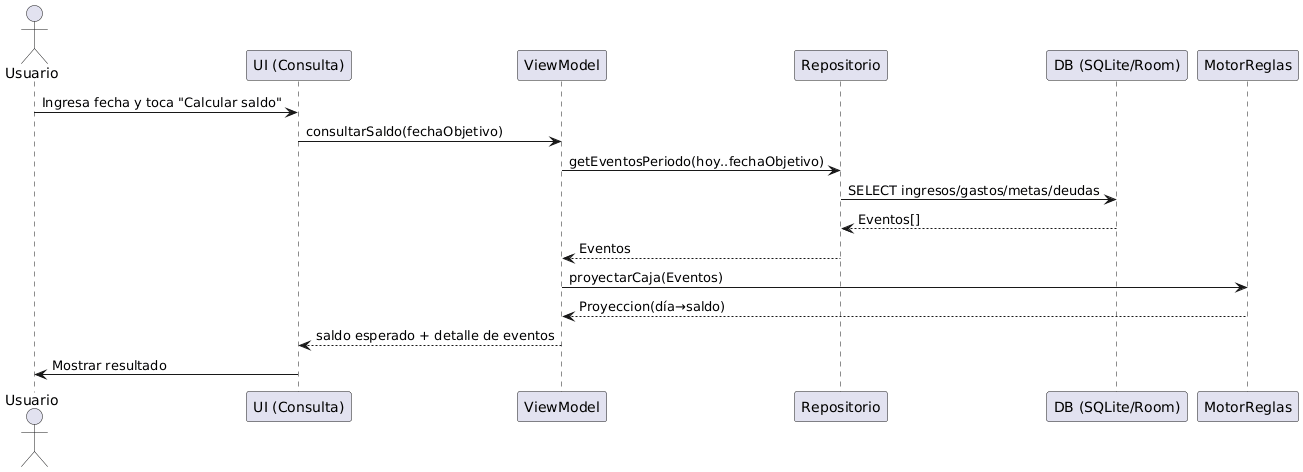 Usuario
UI (Consulta)
ViewModel
Repositorio
DB (SQLite/Room)
MotorReglas
Ingresa fecha y toca "Calcular saldo"
consultarSaldo(fechaObjetivo)
getEventosPeriodo(hoy..fechaObjetivo)
SELECT ingresos/gastos/metas/deudas
Eventos[]
Eventos
proyectarCaja(Eventos)
Proyeccion(día→saldo)
saldo esperado + detalle de eventos
Mostrar resultado
Usuario
UI (Consulta)
ViewModel
Repositorio
DB (SQLite/Room)
MotorReglas